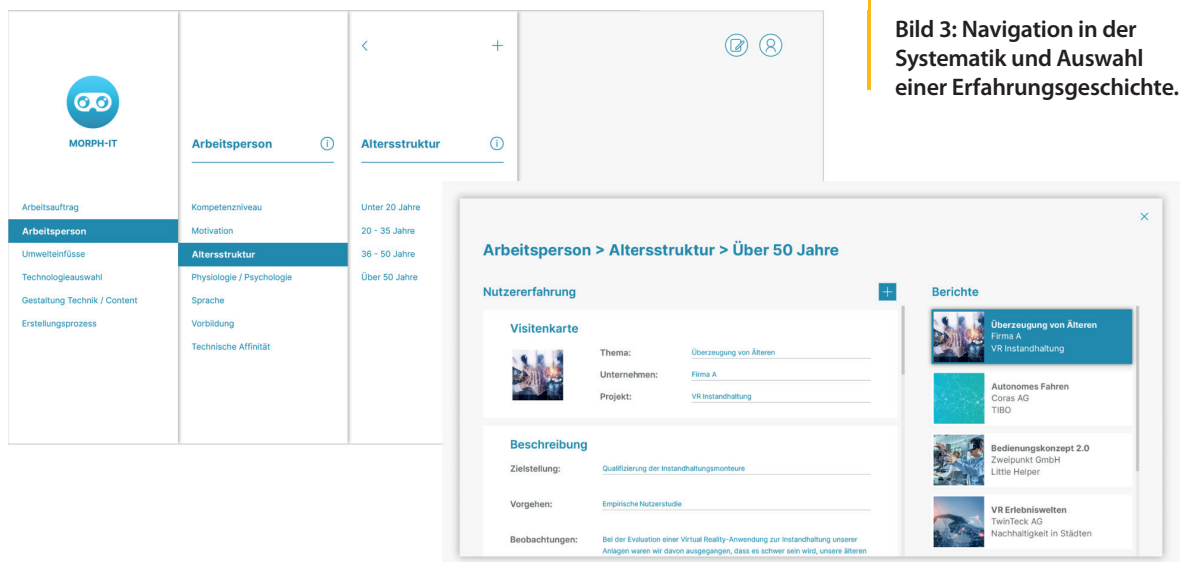 Bild 3: Navigation in der
Systematik und Auswahl
einer Erfahrungsgeschichte.
MORPH-IT
Arbeitsauftrag
Arbeitsperson
Umwelteinfüsse
Technologieauswahl
Gestaltung Technik / Content
Erstellungsprozess
Arbeitsperson
Kompetenzniveau
Motivation
Altersstruktur
Physiologie / Psychologie
Sprache
Vorbildung
Technische Affinität
Altersstruktur
Unter 20 Jahre
20 - 35 Jahre
36 - 50 Jahre
Über 50 Jahre
Arbeitsperson > Altersstruktur > Über 50 Jahre
Nutzererfahrung
Visitenkarte
Thema: Überzeugung von Älteren
Unternehmen: Firma A
Projekt: VR Instandhaltung
Beschreibung
Zielstellung: Qualifizierung der Instandhaltungsmonteure
Vorgehen: Empirische Nutzerstudie
Beobachtungen: Bei der Evaluation einer Virtual Reality-Anwendung zur Instandhaltung unserer
Anlagen waren wir davon ausgegangen, dass es schwer sein wird, unsere älteren
Berichte
Überzeugung von Älteren
Firma A
VR Instandhaltung
Autonomes Fahren
Coras AG
TIBO
Bedienungskonzept 2.0
Zweipunkt GmbH
Little Helper
VR Erlebniswelten
TwinTeck AG
Nachhaltigkeit in Städten